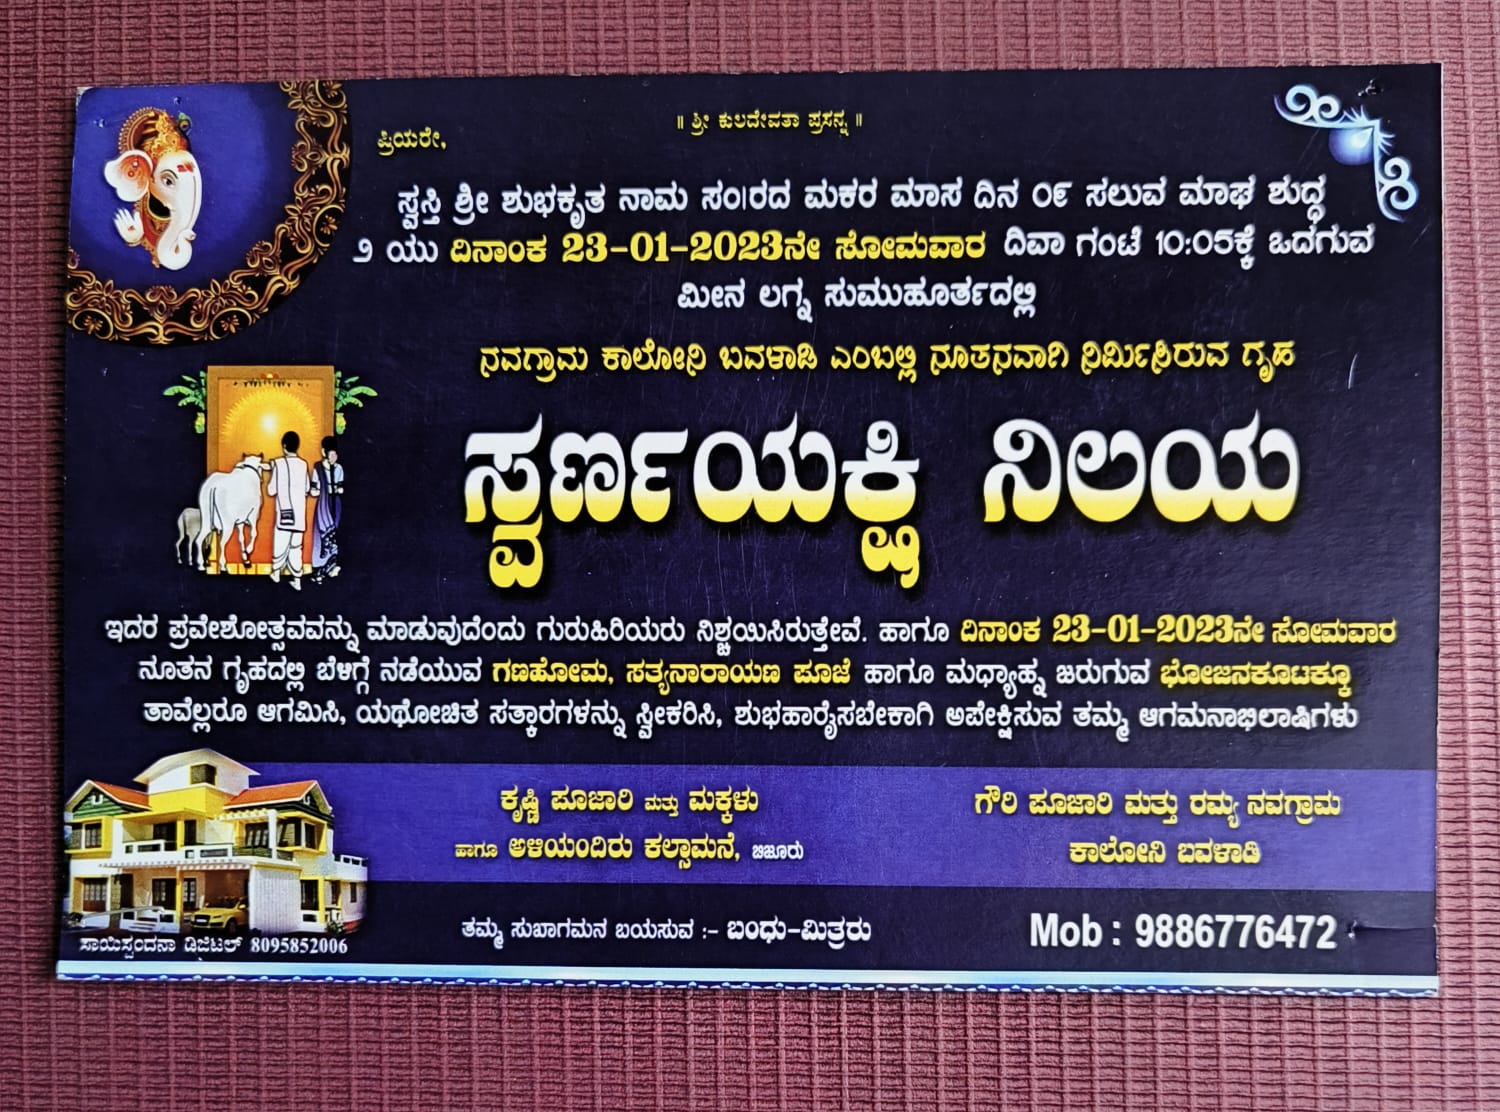 ॥ ಶ್ರೀ ಕುಲದೇವತಾ ಪ್ರಸನ್ನ ॥
ಪ್ರಿಯರೇ,
ಸ್ವಸ್ತಿ ಶ್ರೀ ಶುಭಕೃತ ನಾಮ ಸಂ|ರದ ಮಕರ ಮಾಸ ದಿನ ೦೯ ಸಲುವ ಮಾಘ ಶುದ್ಧ
೨ ಯು ದಿನಾಂಕ 23-01-2023ನೇ ಸೋಮವಾರ ದಿವಾ ಗಂಟೆ 10:05ಕ್ಕೆ ಒದಗುವ
ಮೀನ ಲಗ್ನ ಸುಮುಹೂರ್ತದಲ್ಲಿ
ನವಗ್ರಾಮ ಕಾಲೋನಿ ಬವಳಾಡಿ ಎಂಬಲ್ಲಿ ನೂತನವಾಗಿ ನಿರ್ಮಿಸಿರುವ ಗೃಹ
ಸ್ವರ್ಣಯಕ್ಷಿ ನಿಲಯ
ಇದರ ಪ್ರವೇಶೋತ್ಸವವನ್ನು ಮಾಡುವುದೆಂದು ಗುರುಹಿರಿಯರು ನಿಶ್ಚಯಿಸಿರುತ್ತೇವೆ. ಹಾಗೂ ದಿನಾಂಕ 23-01-2023ನೇ ಸೋಮವಾರ
ನೂತನ ಗೃಹದಲ್ಲಿ ಬೆಳಿಗ್ಗೆ ನಡೆಯುವ ಗಣಹೋಮ, ಸತ್ಯನಾರಾಯಣ ಪೂಜೆ ಹಾಗೂ ಮಧ್ಯಾಹ್ನ ಜರುಗುವ ಭೋಜನಕೂಟಕ್ಕೂ
ತಾವೆಲ್ಲರೂ ಆಗಮಿಸಿ, ಯಥೋಚಿತ ಸತ್ಕಾರಗಳನ್ನು ಸ್ವೀಕರಿಸಿ, ಶುಭಹಾರೈಸಬೇಕಾಗಿ ಅಪೇಕ್ಷಿಸುವ ತಮ್ಮ ಆಗಮನಾಭಿಲಾಷಿಗಳು
ಕೃಷ್ಣಿ ಪೂಜಾರಿ ಮತ್ತು ಮಕ್ಕಳು
ಹಾಗೂ ಅಳಿಯಂದಿರು ಕಲ್ಸಾಮನೆ, ಬಿಜೂರು
ಗೌರಿ ಪೂಜಾರಿ ಮತ್ತು ರಮ್ಯ ನವಗ್ರಾಮ
ಕಾಲೋನಿ ಬವಳಾಡಿ
ತಮ್ಮ ಸುಖಾಗಮನ ಬಯಸುವ :- ಬಂಧು-ಮಿತ್ರರು
Mob : 9886776472
ಸಾಯಿಸ್ಪಂದನಾ ಡಿಜಿಟಲ್ 8095852006